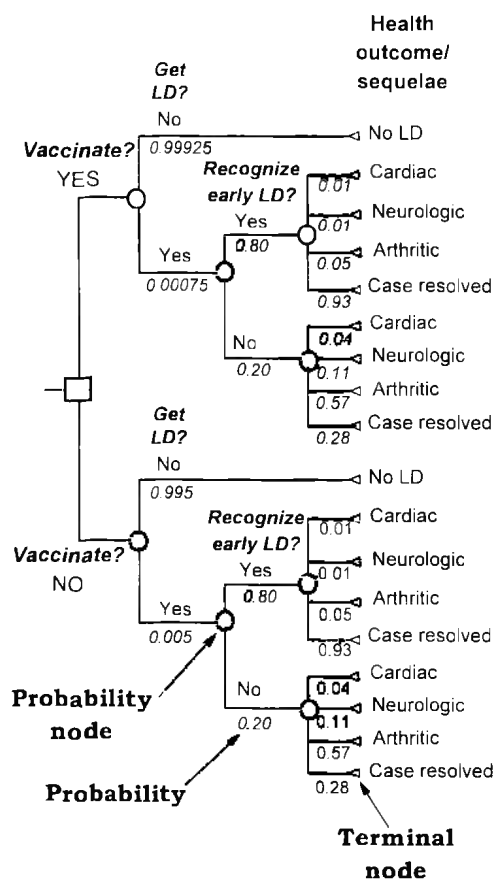 Health
outcome/
sequelae
Get
LD?
No
0.99925
No LD
Vaccinate?
YES
Recognize
early LD?
Cardiac
0.01
Neurologic
0.01
Yes
0.80
Arthritic
0.05
Yes
0.00075
Case resolved
0.93
Cardiac
0.04
No
0.20
Neurologic
0.11
Arthritic
0.57
Case resolved
0.28
Get
LD?
No
0.995
No LD
Recognize
early LD?
Cardiac
0.01
Vaccinate?
NO
Neurologic
0.01
Yes
0.80
Arthritic
0.05
Yes
0.005
Case resolved
0.93
Cardiac
0.04
No
0.20
Neurologic
0.11
Arthritic
0.57
Case resolved
0.28
Probability
node
Probability
Terminal
node